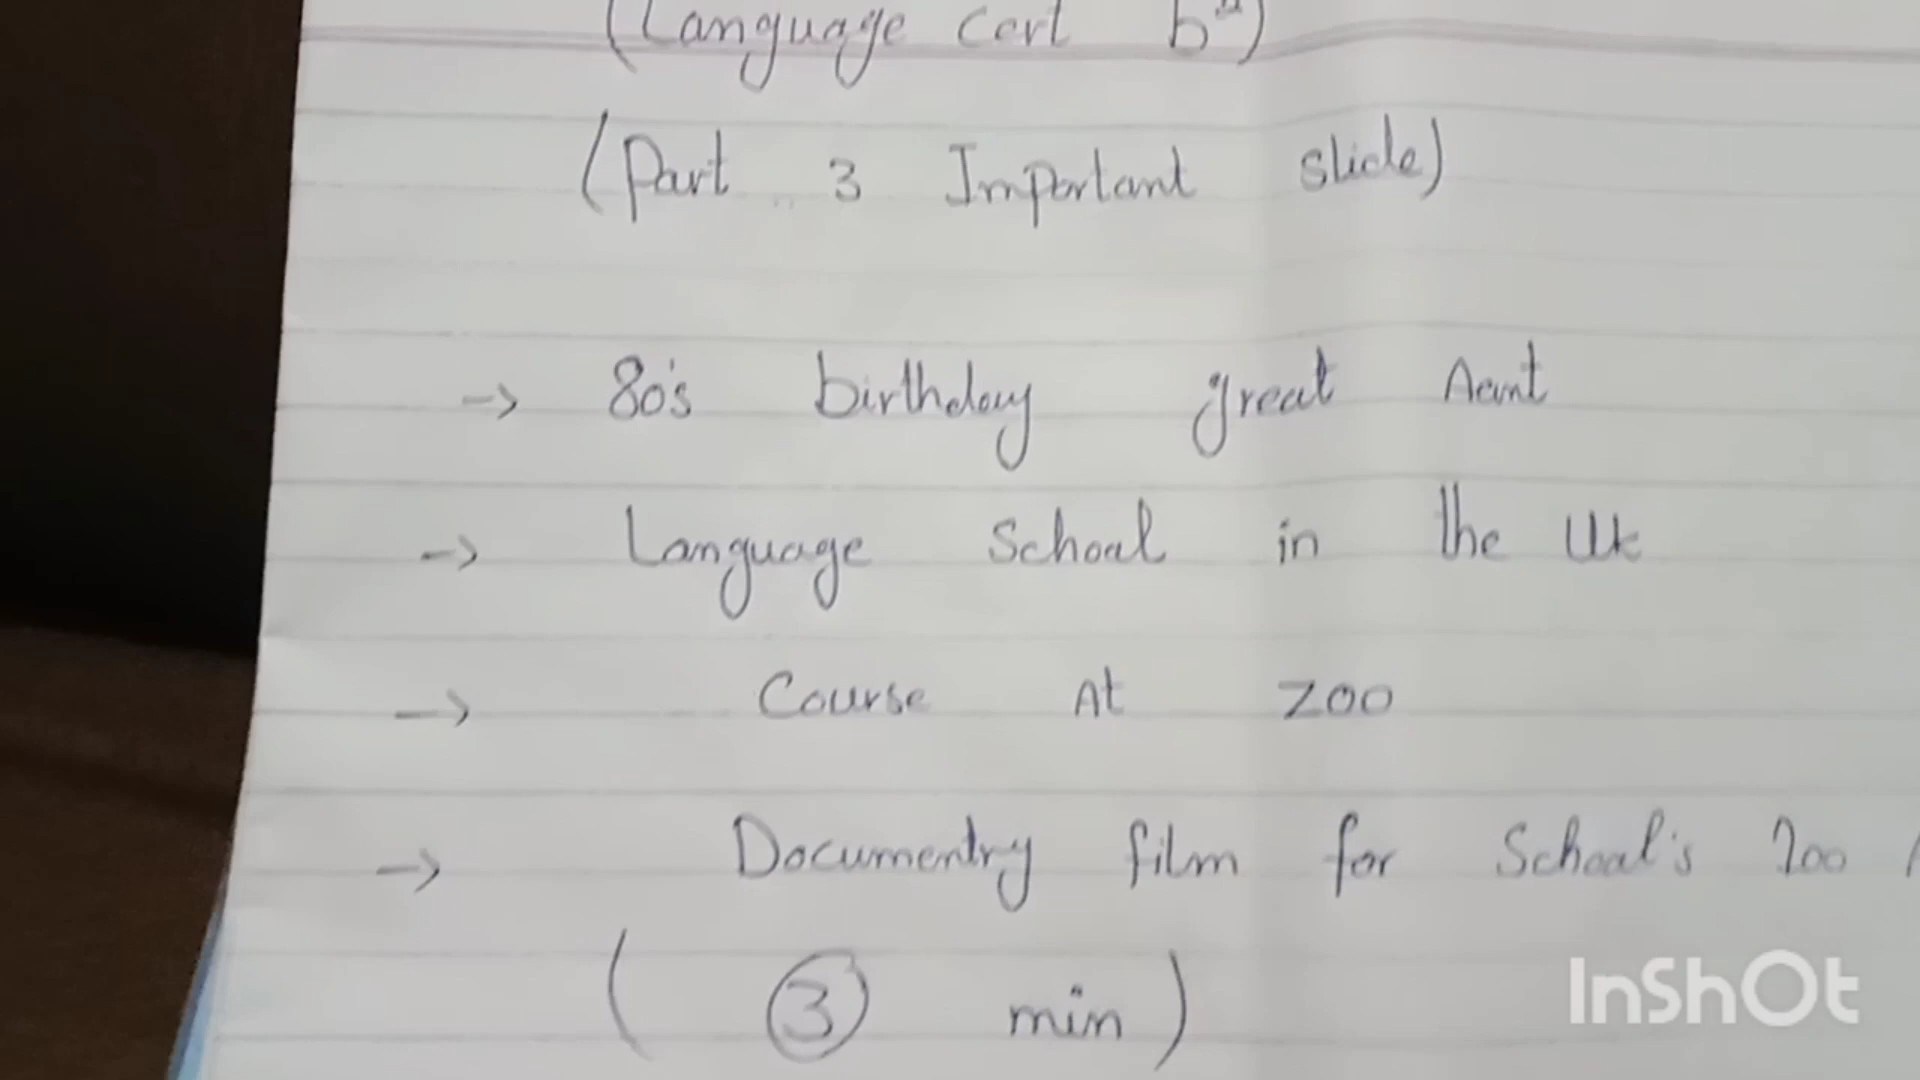 (Language Cert b
(Part 3 Important slide)
→ 80's birthday great Aunt
→ Language School in the Uk
→ Course At Zoo
→ Documentry film for School's 200
( 3 min )
InShOt